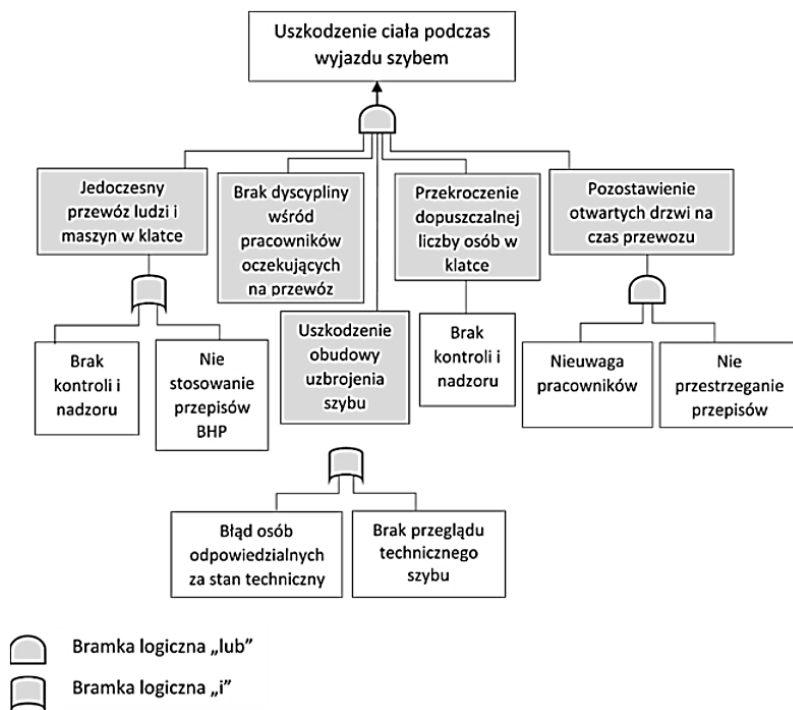 Uszkodzenie ciała podczas
wyjazdu szybem
Jedoczesny
przewóz ludzi i
maszyn w klatce
Brak dyscypliny
wśród
pracowników
oczekujących
na przewóz
Przekroczenie
dopuszczalnej
liczby osób w
klatce
Pozostawienie
otwartych drzwi na
czas przewozu
Brak
kontroli i
nadzoru
Nie
stosowanie
przepisów
BHP
Uszkodzenie
obudowy
uzbrojenia
szybu
Brak
kontroli i
nadzoru
Nieuwaga
pracowników
Nie
przestrzeganie
przepisów
Błąd osób
odpowiedzialnych
za stan techniczny
Brak przeglądu
technicznego
szybu
Bramka logiczna „lub”
Bramka logiczna „i”